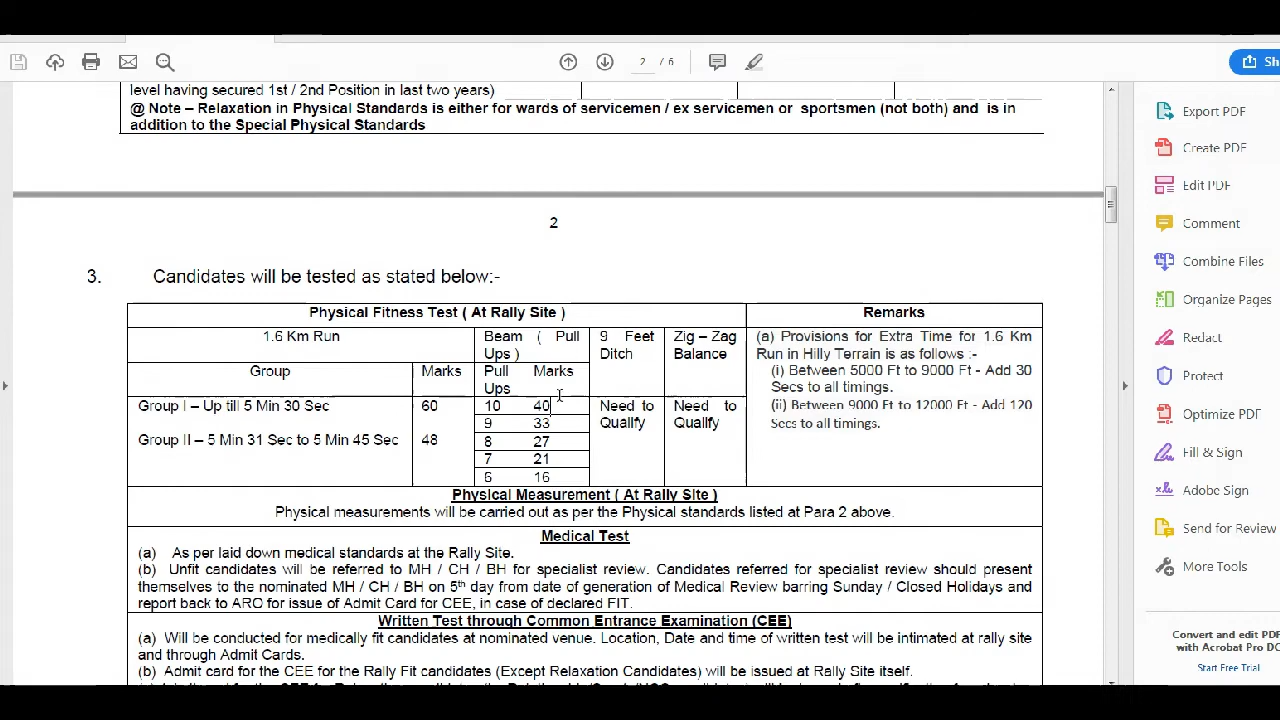 2 / 6
Sh
level having secured 1st / 2nd Position in last two years)
@ Note – Relaxation in Physical Standards is either for wards of servicemen / ex servicemen or sportsmen (not both) and is in
addition to the Special Physical Standards
2
3. Candidates will be tested as stated below:-
Physical Fitness Test ( At Rally Site ) Remarks
1.6 Km Run
Beam ( Pull
Ups )
9 Feet
Ditch
Zig – Zag
Balance
Group Marks
Pull
Ups
Marks
Group I – Up till 5 Min 30 Sec 60
Group II – 5 Min 31 Sec to 5 Min 45 Sec 48
10 40
9 33
8 27
7 21
6 16
Need to
Qualify
Need to
Qualify
(a) Provisions for Extra Time for 1.6 Km
Run in Hilly Terrain is as follows :-
(i) Between 5000 Ft to 9000 Ft - Add 30
Secs to all timings.
(ii) Between 9000 Ft to 12000 Ft - Add 120
Secs to all timings.
Physical Measurement ( At Rally Site )
Physical measurements will be carried out as per the Physical standards listed at Para 2 above.
Medical Test
(a) As per laid down medical standards at the Rally Site.
(b) Unfit candidates will be referred to MH / CH / BH for specialist review. Candidates referred for specialist review should present
themselves to the nominated MH / CH / BH on 5th day from date of generation of Medical Review barring Sunday / Closed Holidays and
report back to ARO for issue of Admit Card for CEE, in case of declared FIT.
Written Test through Common Entrance Examination (CEE)
(a) Will be conducted for medically fit candidates at nominated venue. Location, Date and time of written test will be intimated at rally site
and through Admit Cards.
(b) Admit card for the CEE for the Rally Fit candidates (Except Relaxation Candidates) will be issued at Rally Site itself.
Export PDF
Create PDF
Edit PDF
Comment
Combine Files
Organize Pages
Redact
Protect
Optimize PDF
Fill & Sign
Adobe Sign
Send for Review
More Tools
Convert and edit PDF
with Acrobat Pro DC
Start Free Trial